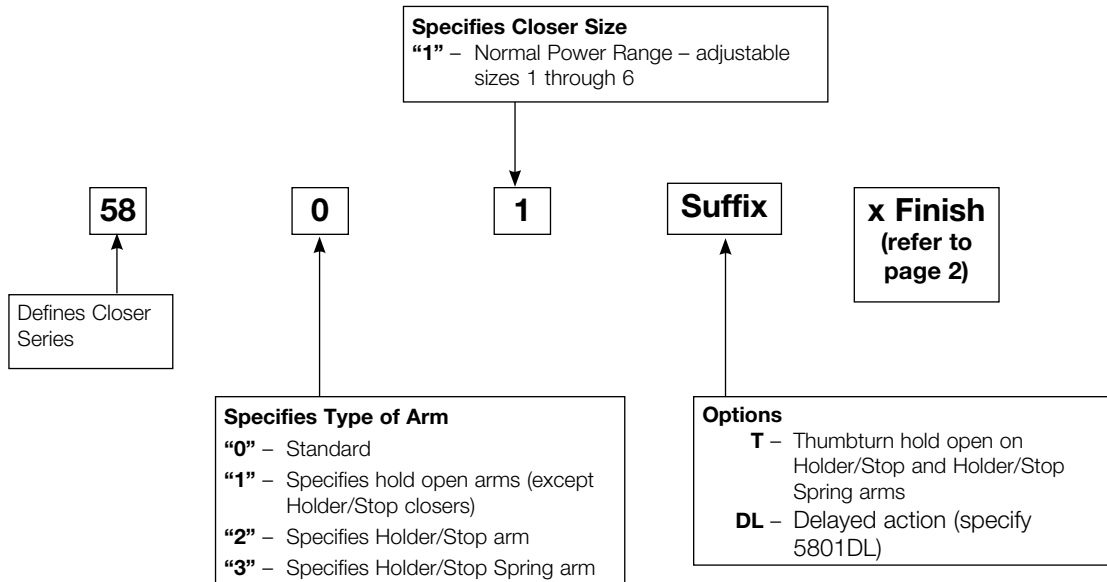 Specifies Closer Size
“1” – Normal Power Range – adjustable
sizes 1 through 6
58
0
1
Suffix
x Finish
(refer to
page 2)
Defines Closer
Series
Specifies Type of Arm
“0” – Standard
“1” – Specifies hold open arms (except
Holder/Stop closers)
“2” – Specifies Holder/Stop arm
“3” – Specifies Holder/Stop Spring arm
Options
T – Thumbturn hold open on
Holder/Stop and Holder/Stop
Spring arms
DL – Delayed action (specify
5801DL)